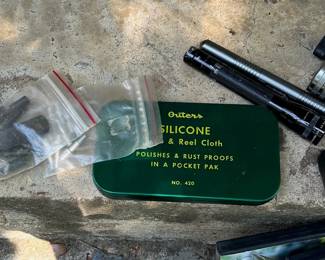 Outers
SILICONE
& Reel Cloth
POLISHES & RUST PROOFS
IN A POCKET PAK
NO. 420